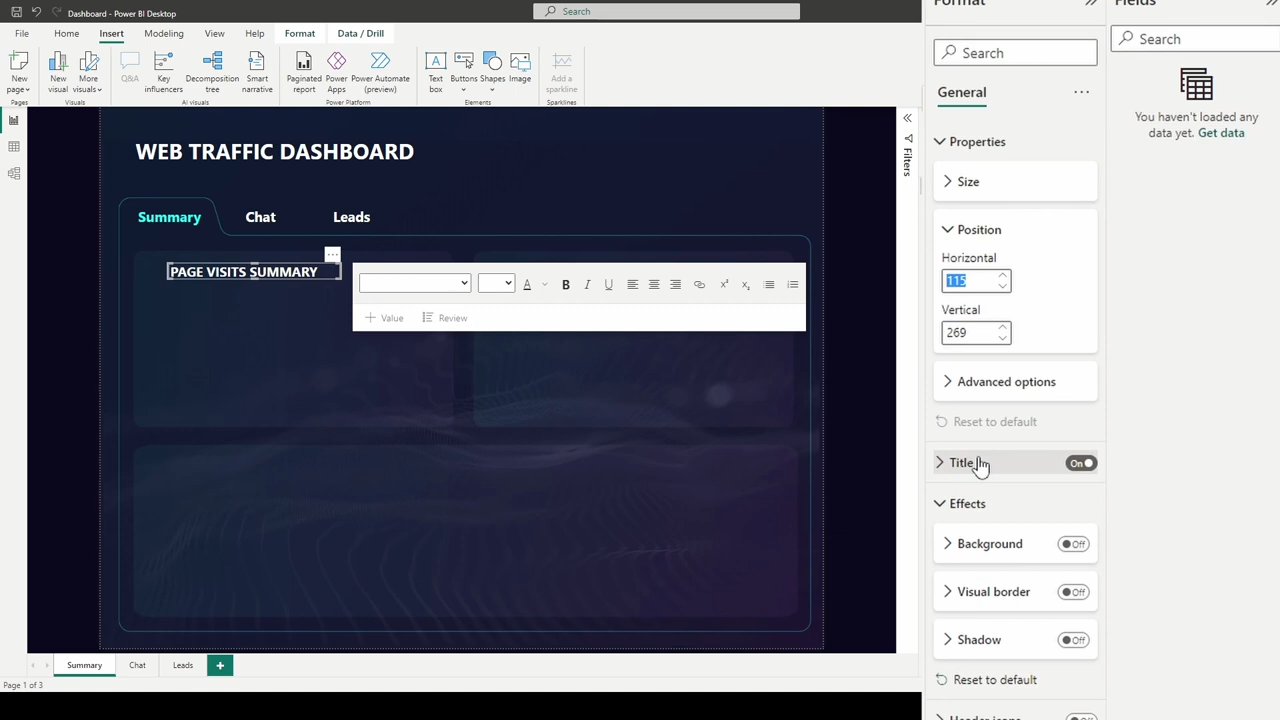 Dashboard - Power BI Desktop
Search
File Home Insert Modeling View Help Format Data / Drill
New page
New visual
More visuals
Q&A
Key influencers
Decomposition tree
Smart narrative
Paginated report
Power Apps
Power Automate (preview)
Text box
Buttons
Shapes
Image
Add a sparkline
Pages Visuals AI visuals Power Platform Elements Sparklines
WEB TRAFFIC DASHBOARD
Summary Chat Leads
PAGE VISITS SUMMARY
Value Review
Filters
Summary Chat Leads
Page 1 of 3
Format
Search
General
Properties
Size
Position
Horizontal
115
Vertical
269
Advanced options
Reset to default
Title On
Effects
Background Off
Visual border Off
Shadow Off
Reset to default
Header icons Off
Fields
Search
You haven't loaded any
data yet. Get data